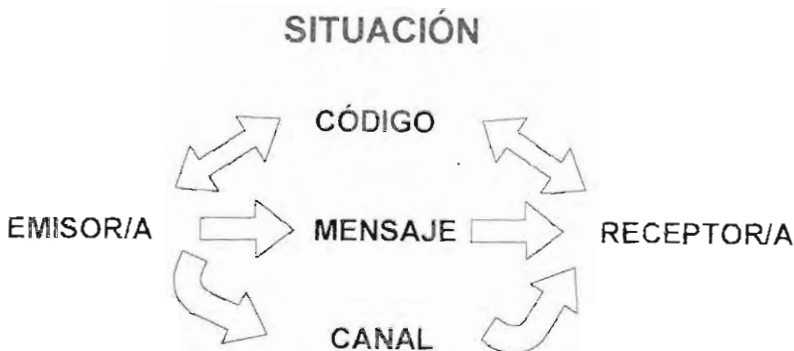 SITUACIÓN
CÓDIGO
EMISOR/A MENSAJE RECEPTOR/A
CANAL